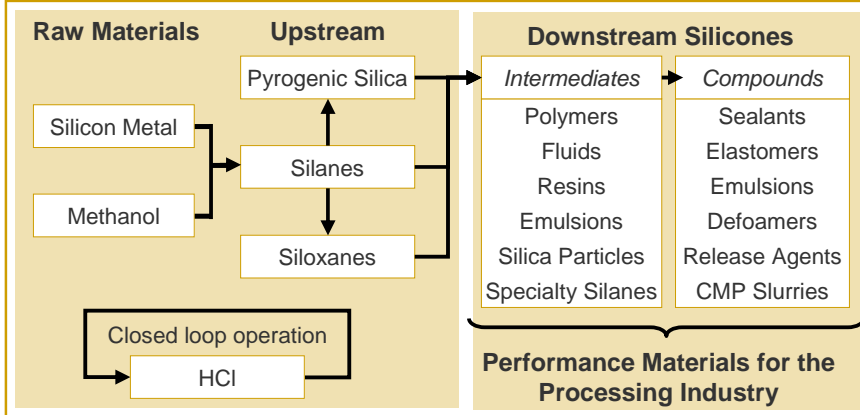 Raw Materials
Upstream
Downstream Silicones
Pyrogenic Silica
Silicon Metal
Silanes
Methanol
Siloxanes
Closed loop operation
HCl
Intermediates
Polymers
Fluids
Resins
Emulsions
Silica Particles
Specialty Silanes
Compounds
Sealants
Elastomers
Emulsions
Defoamers
Release Agents
CMP Slurries
Performance Materials for the
Processing Industry